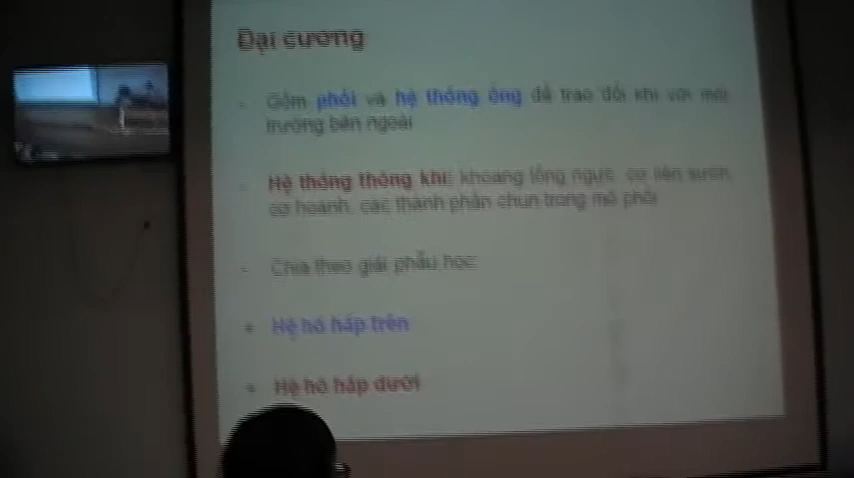 Đại cương
- Gồm phổi và hệ thống ống để trao đổi khí với môi
trường bên ngoài
- Hệ thống thông khí: khoang lồng ngực, cơ liên sườn,
cơ hoành, các thành phần chun trong mô phổi
- Chia theo giải phẫu học:
+ Hệ hô hấp trên
+ Hệ hô hấp dưới